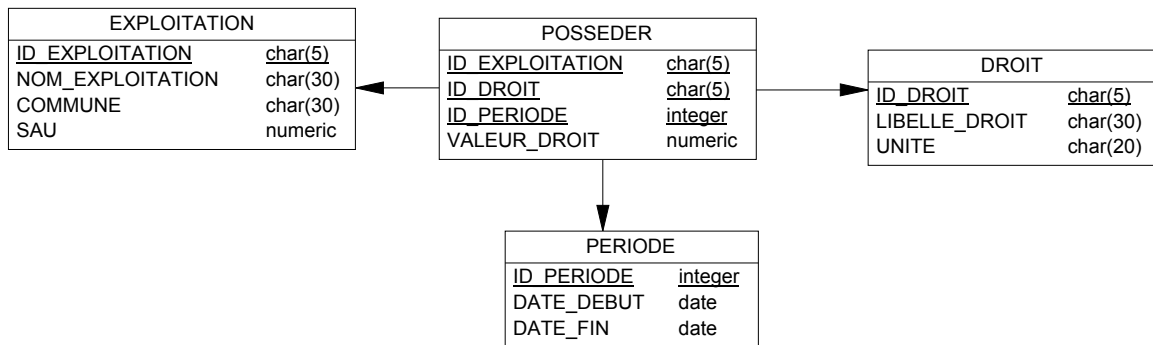 EXPLOITATION
ID_EXPLOITATION char(5)
NOM_EXPLOITATION char(30)
COMMUNE char(30)
SAU numeric
POSSEDER
ID_EXPLOITATION char(5)
ID_DROIT char(5)
ID_PERIODE integer
VALEUR_DROIT numeric
DROIT
ID_DROIT char(5)
LIBELLE_DROIT char(30)
UNITE char(20)
PERIODE
ID_PERIODE integer
DATE_DEBUT date
DATE_FIN date